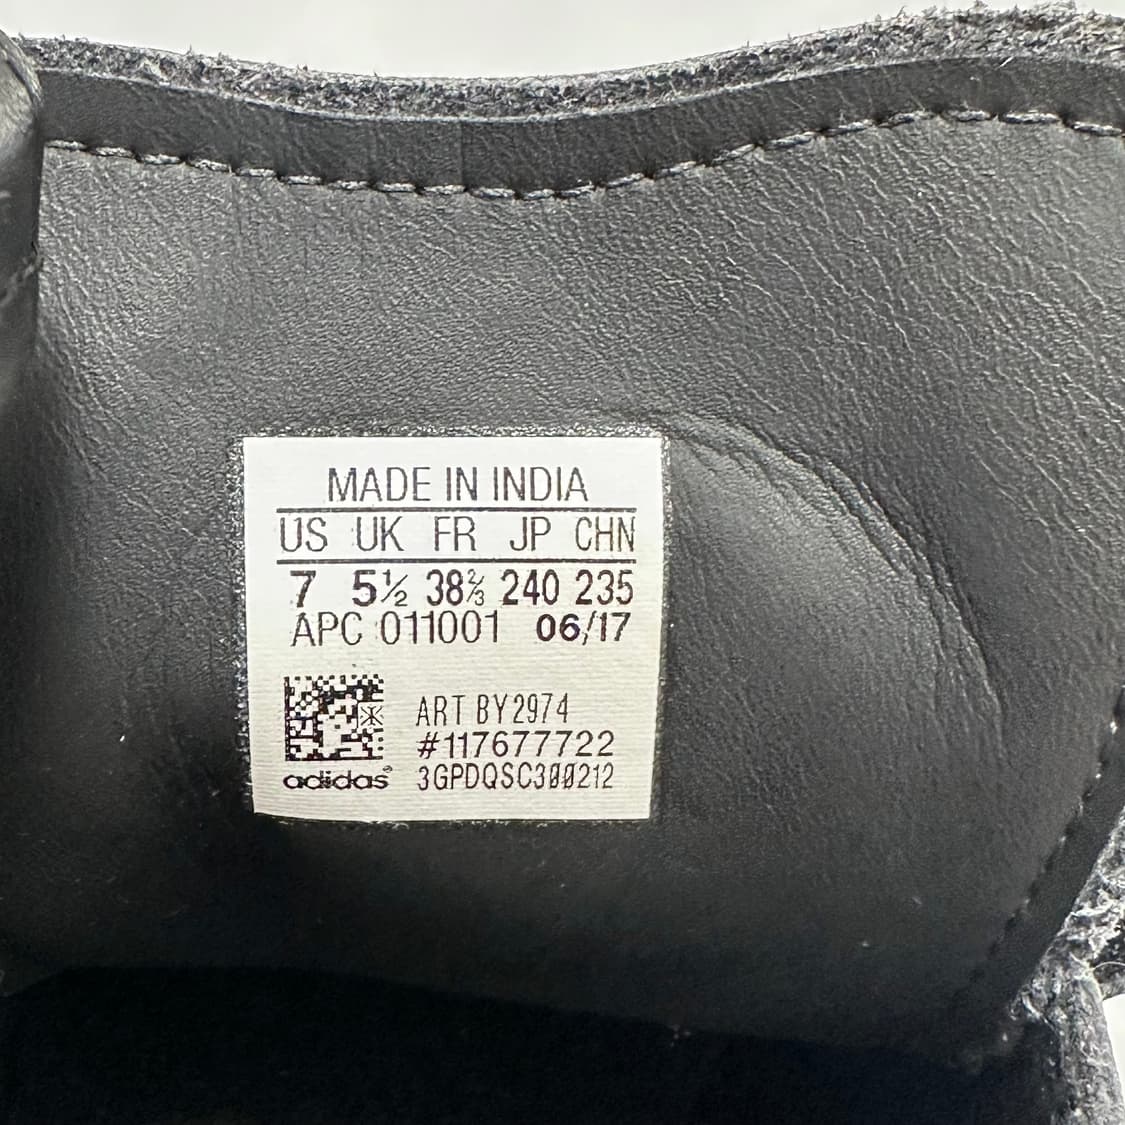 MADE IN INDIA
US UK FR JP CHN
7 5½ 38⅔ 240 235
APC 011001 06/17
ART BY2974
#117677722
adidas® 3GPDQSC300212